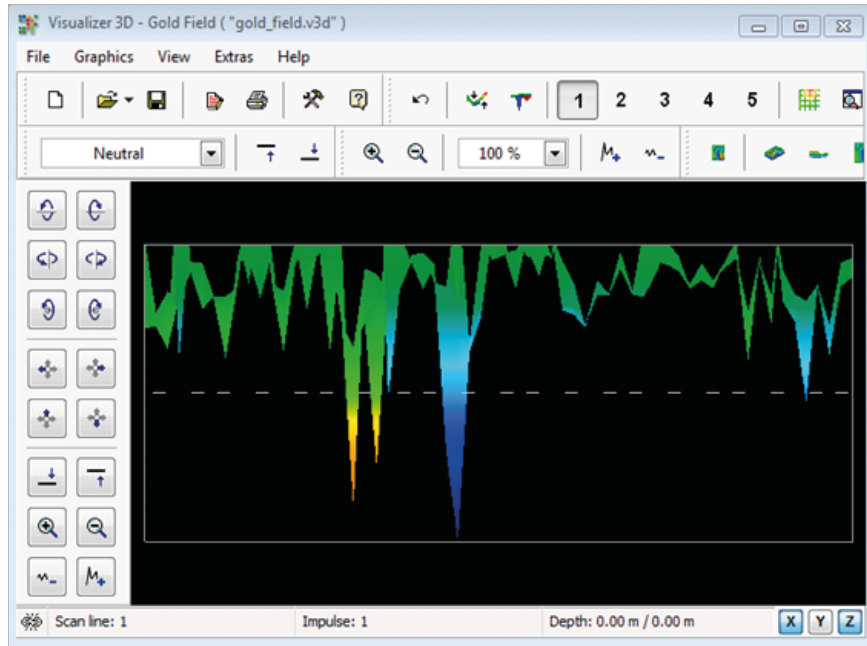 Visualizer 3D - Gold Field ( "gold_field.v3d" )
File Graphics View Extras Help
1 2 3 4 5
Neutral 100 %
Scan line: 1 Impulse: 1 Depth: 0.00 m / 0.00 m X Y Z